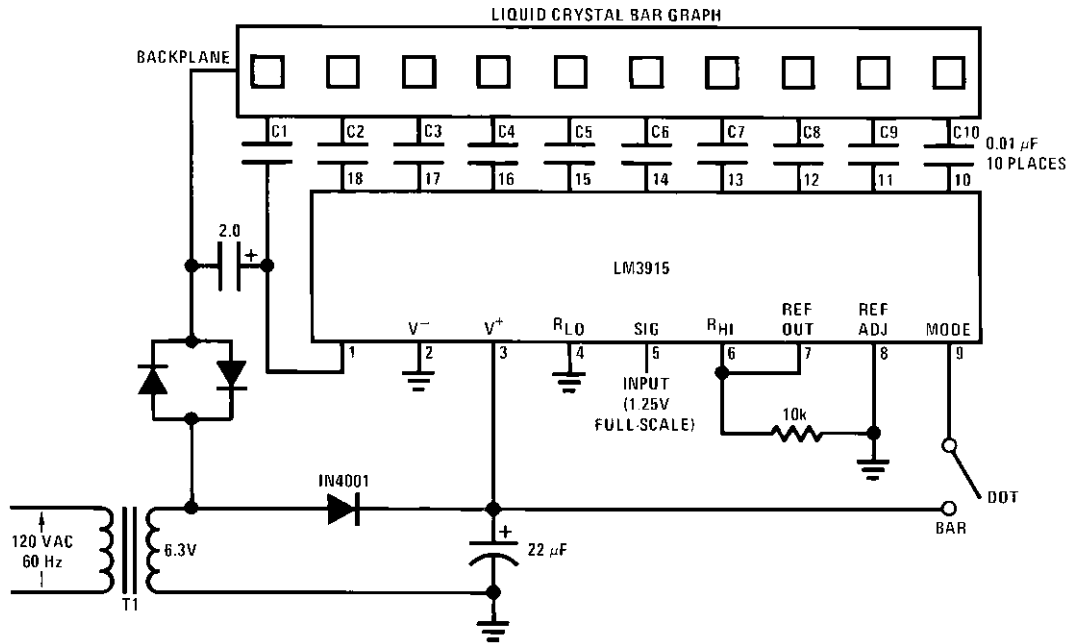 LIQUID CRYSTAL BAR GRAPH
BACKPLANE
C1 C2 C3 C4 C5 C6 C7 C8 C9 C10
0.01 μF
10 PLACES
18 17 16 15 14 13 12 11 10
2.0
+
LM3915
V⁻ V⁺ RLO SIG RHI REF OUT REF ADJ MODE
1 2 3 4 5 6 7 8 9
INPUT
(1.25V
FULL-SCALE)
10k
DOT
BAR
IN4001
+
22 μF
120 VAC
60 Hz
6.3V
T1